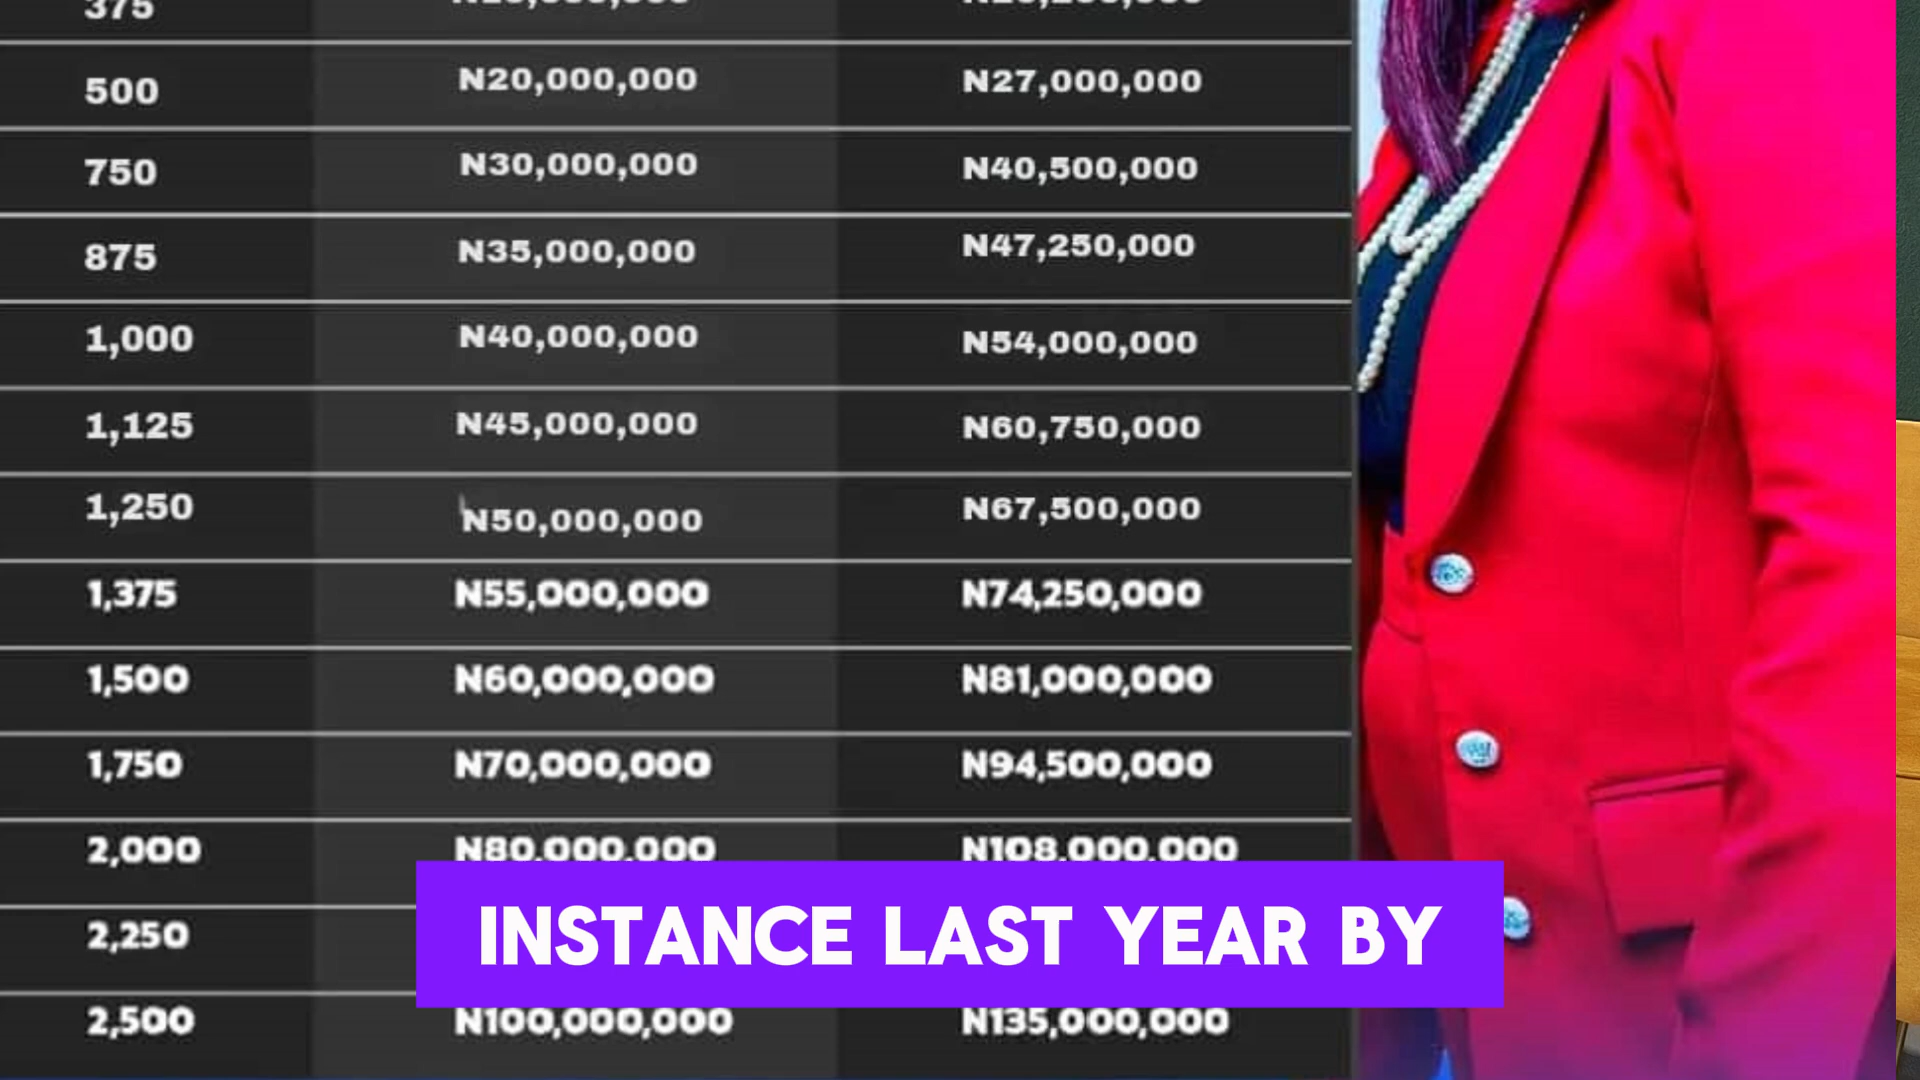 375
500 N20,000,000 N27,000,000
750 N30,000,000 N40,500,000
875 N35,000,000 N47,250,000
1,000 N40,000,000 N54,000,000
1,125 N45,000,000 N60,750,000
1,250 N50,000,000 N67,500,000
1,375 N55,000,000 N74,250,000
1,500 N60,000,000 N81,000,000
1,750 N70,000,000 N94,500,000
2,000 N80,000,000 N108,000,000
2,250
INSTANCE LAST YEAR BY
2,500 N100,000,000 N135,000,000